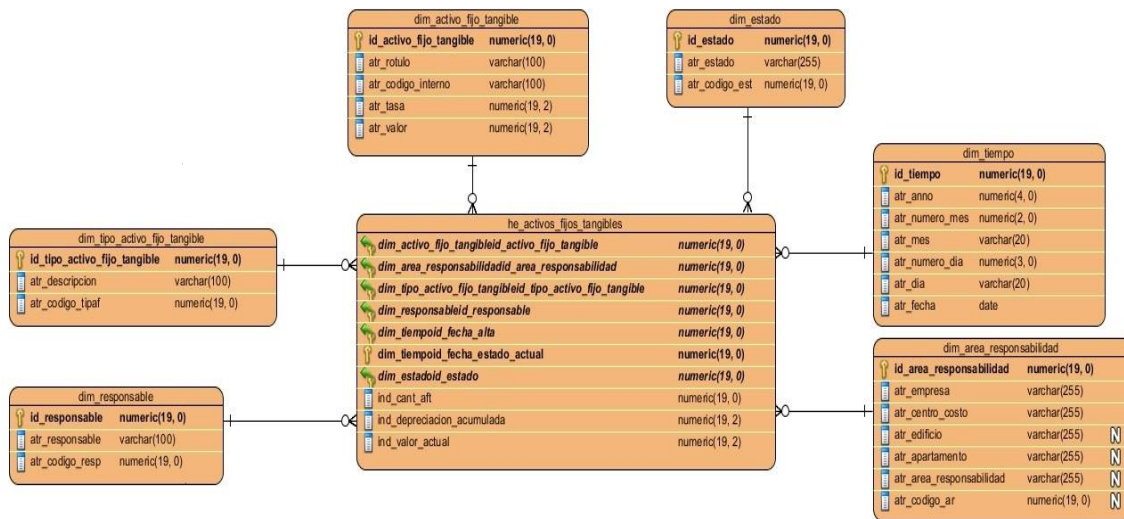 dim_activo_fijo_tangible
id_activo_fijo_tangible numeric(19, 0)
atr_rotulo varchar(100)
atr_codigo_interno varchar(100)
atr_tasa numeric(19, 2)
atr_valor numeric(19, 2)
dim_estado
id_estado numeric(19, 0)
atr_estado varchar(255)
atr_codigo_est numeric(19, 0)
dim_tiempo
id_tiempo numeric(19, 0)
atr_anno numeric(4, 0)
atr_numero_mes numeric(2, 0)
atr_mes varchar(20)
atr_numero_dia numeric(3, 0)
atr_dia varchar(20)
atr_fecha date
dim_tipo_activo_fijo_tangible
id_tipo_activo_fijo_tangible numeric(19, 0)
atr_descripcion varchar(100)
atr_codigo_tipaf numeric(19, 0)
he_activos_fijos_tangibles
dim_activo_fijo_tangibleid_activo_fijo_tangible numeric(19, 0)
dim_area_responsabilidadid_area_responsabilidad numeric(19, 0)
dim_tipo_activo_fijo_tangibleid_tipo_activo_fijo_tangible numeric(19, 0)
dim_responsableid_responsable numeric(19, 0)
dim_tiempoid_fecha_alta numeric(19, 0)
dim_tiempoid_fecha_estado_actual numeric(19, 0)
dim_estadoid_estado numeric(19, 0)
ind_cant_aft numeric(19, 0)
ind_depreciacion_acumulada numeric(19, 2)
ind_valor_actual numeric(19, 2)
dim_responsable
id_responsable numeric(19, 0)
atr_responsable varchar(100)
atr_codigo_resp numeric(19, 0)
dim_area_responsabilidad
id_area_responsabilidad numeric(19, 0)
atr_empresa varchar(255)
atr_centro_costo varchar(255)
atr_edificio varchar(255) N
atr_apartamento varchar(255) N
atr_area_responsabilidad varchar(255) N
atr_codigo_ar numeric(19, 0) N